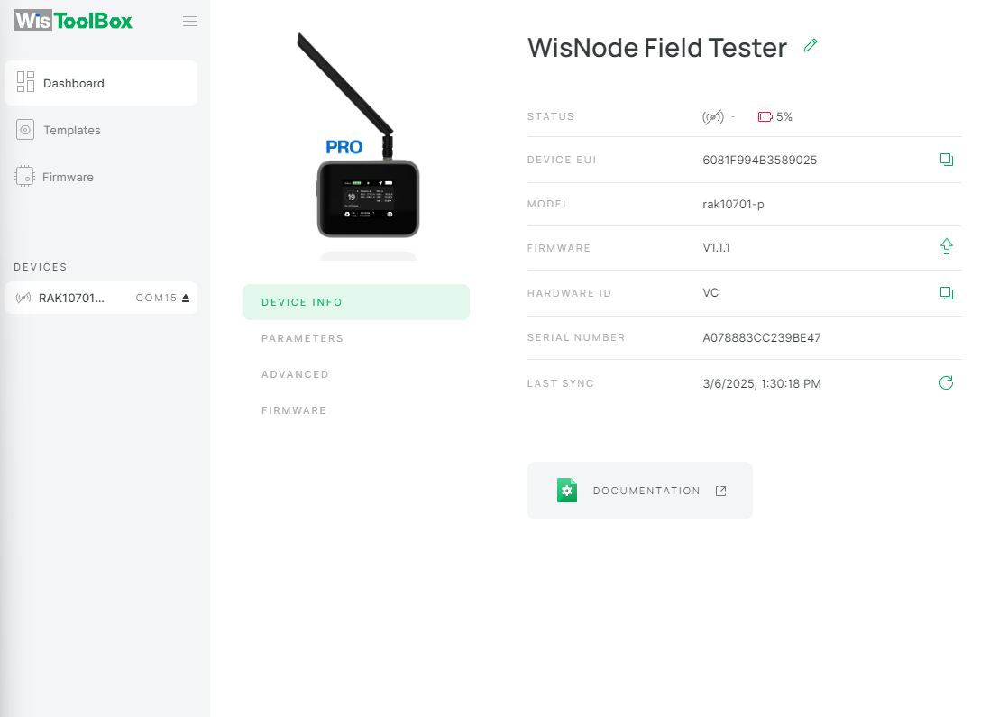 WisToolBox
Dashboard
Templates
Firmware
DEVICES
RAK10701... COM15
PRO
19
DEVICE INFO
PARAMETERS
ADVANCED
FIRMWARE
WisNode Field Tester
STATUS - 5%
DEVICE EUI 6081F994B3589025
MODEL rak10701-p
FIRMWARE V1.1.1
HARDWARE ID VC
SERIAL NUMBER A078883CC239BE47
LAST SYNC 3/6/2025, 1:30:18 PM
DOCUMENTATION